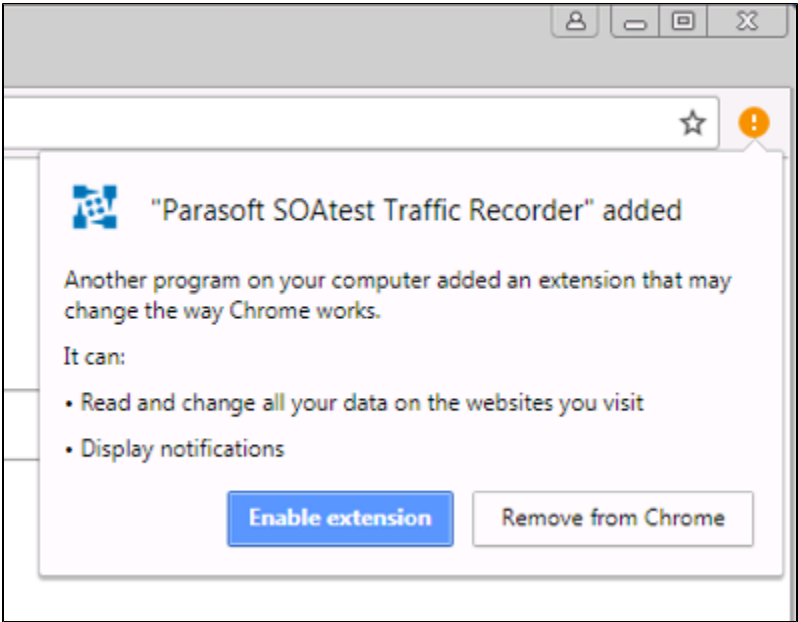 "Parasoft SOAtest Traffic Recorder" added
Another program on your computer added an extension that may
change the way Chrome works.
It can:
• Read and change all your data on the websites you visit
• Display notifications
Enable extension
Remove from Chrome